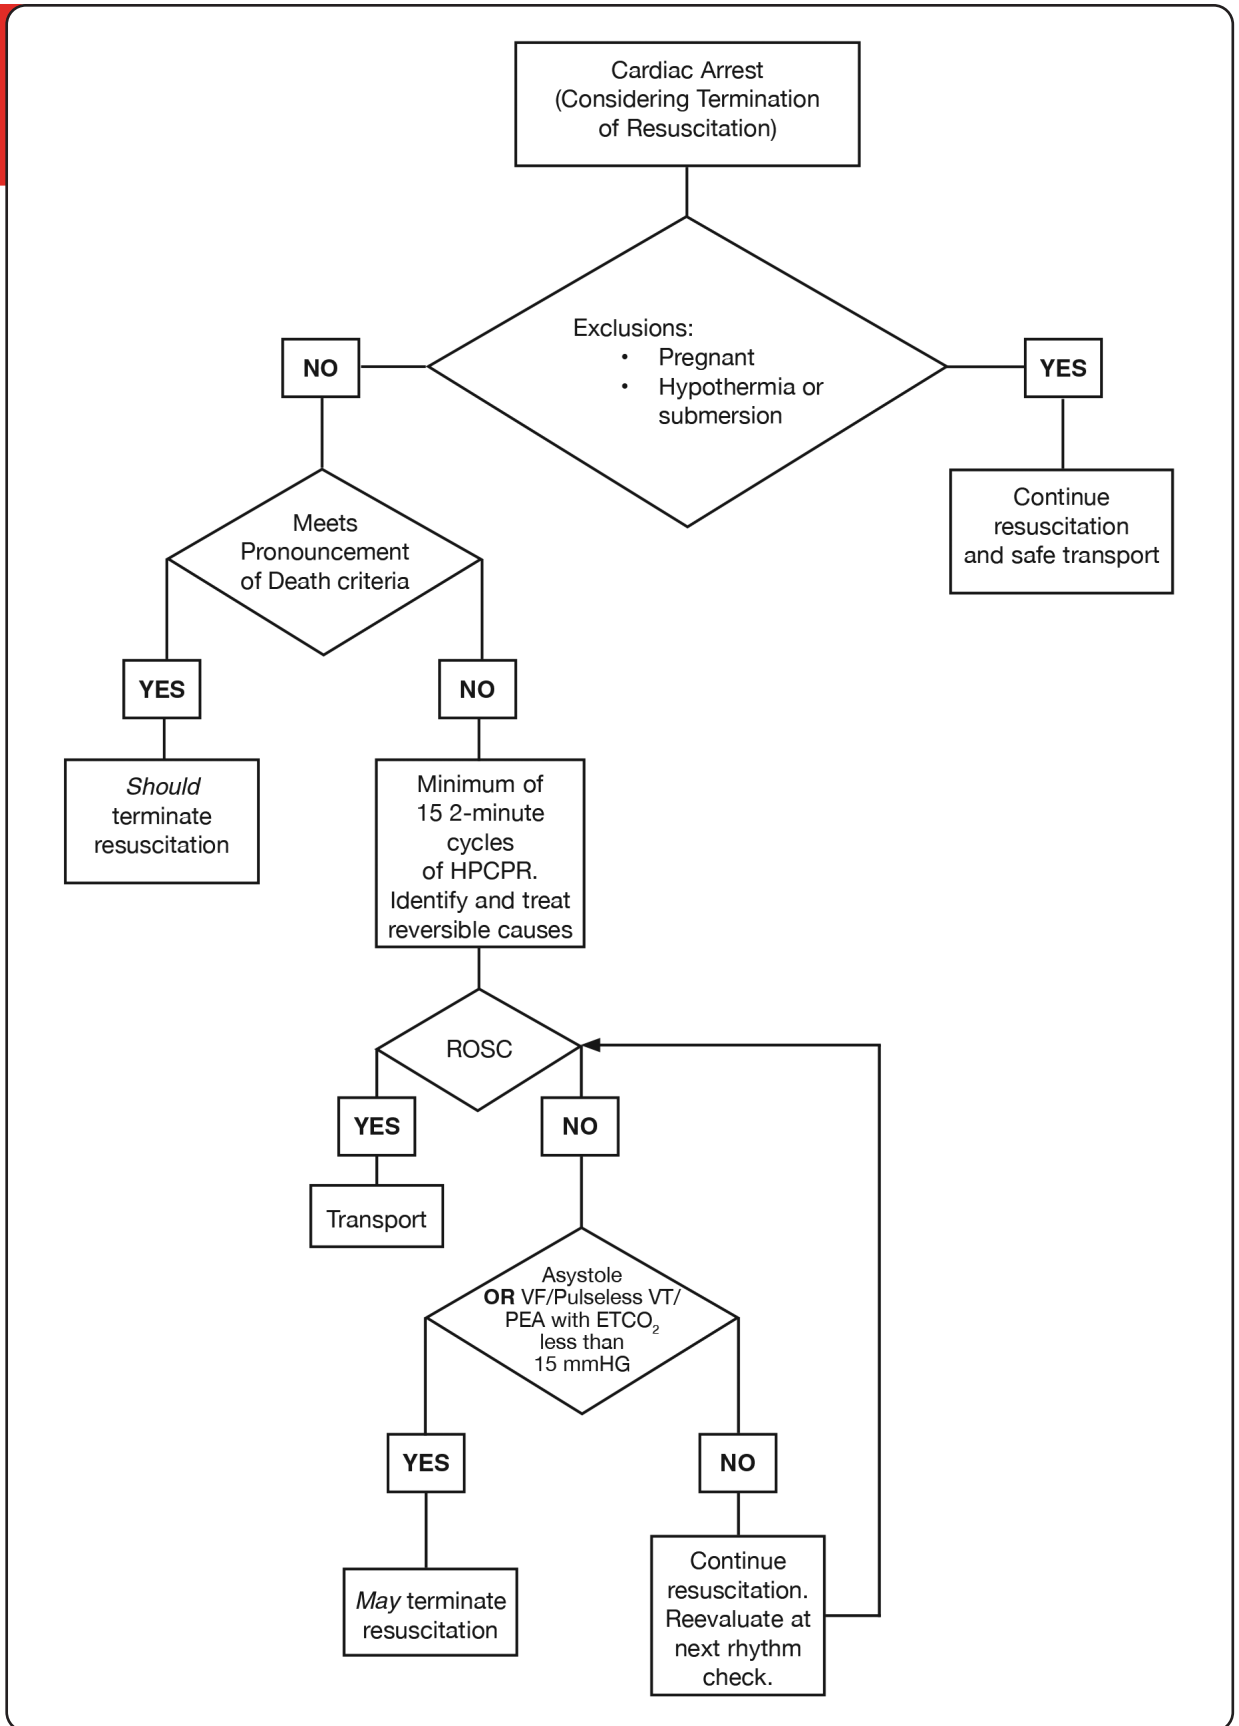 Cardiac Arrest
(Considering Termination
of Resuscitation)
Exclusions:
• Pregnant
• Hypothermia or
submersion
NO
YES
Continue
resuscitation
and safe transport
Meets
Pronouncement
of Death criteria
YES
NO
Should
terminate
resuscitation
Minimum of
15 2-minute
cycles
of HPCPR.
Identify and treat
reversible causes
ROSC
YES
NO
Transport
Asystole
OR VF/Pulseless VT/
PEA with ETCO₂
less than
15 mmHG
YES
NO
May terminate
resuscitation
Continue
resuscitation.
Reevaluate at
next rhythm
check.